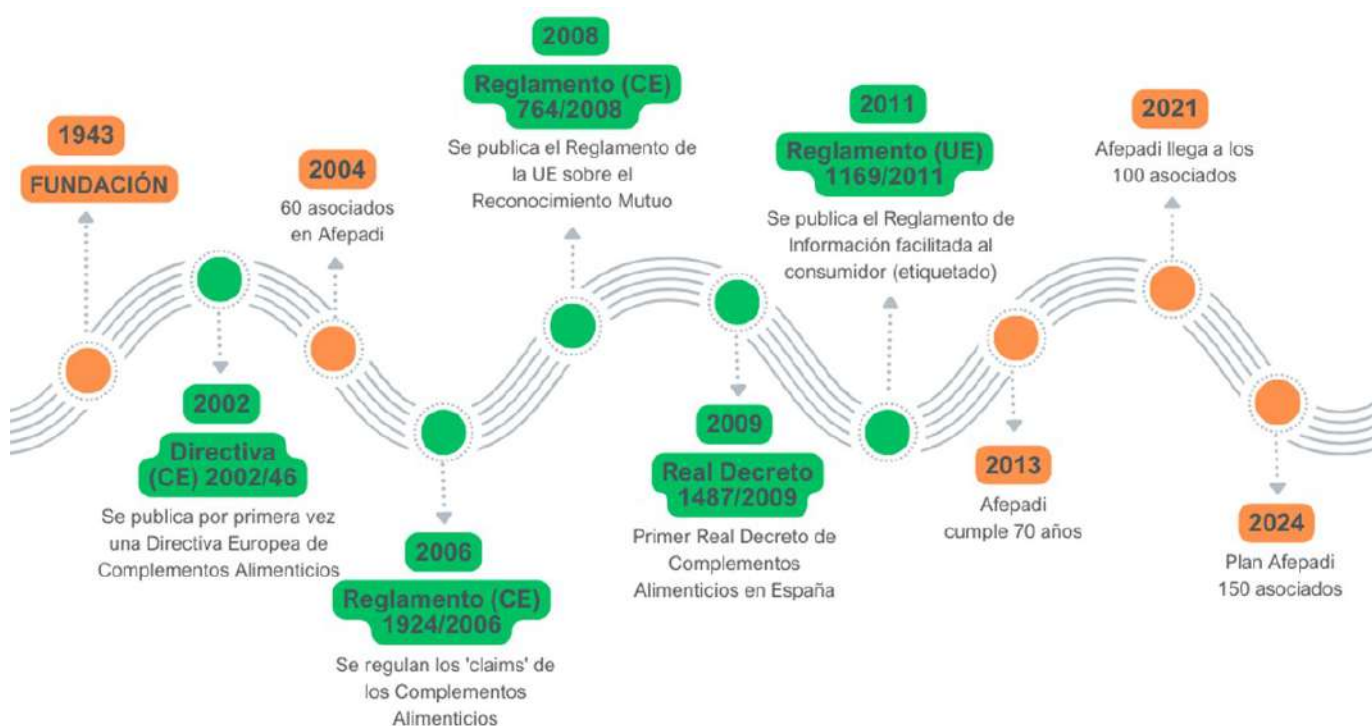 1943
FUNDACIÓN
2002
Directiva
(CE) 2002/46
Se publica por primera vez
una Directiva Europea de
Complementos Alimenticios
2004
60 asociados
en Afepadi
2006
Reglamento (CE)
1924/2006
Se regulan los 'claims' de
los Complementos
Alimenticios
2008
Reglamento (CE)
764/2008
Se publica el Reglamento de
la UE sobre el
Reconocimiento Mutuo
2009
Real Decreto
1487/2009
Primer Real Decreto de
Complementos
Alimenticios en España
2011
Reglamento (UE)
1169/2011
Se publica el Reglamento de
Información facilitada al
consumidor (etiquetado)
2013
Afepadi
cumple 70 años
2021
Afepadi llega a los
100 asociados
2024
Plan Afepadi
150 asociados